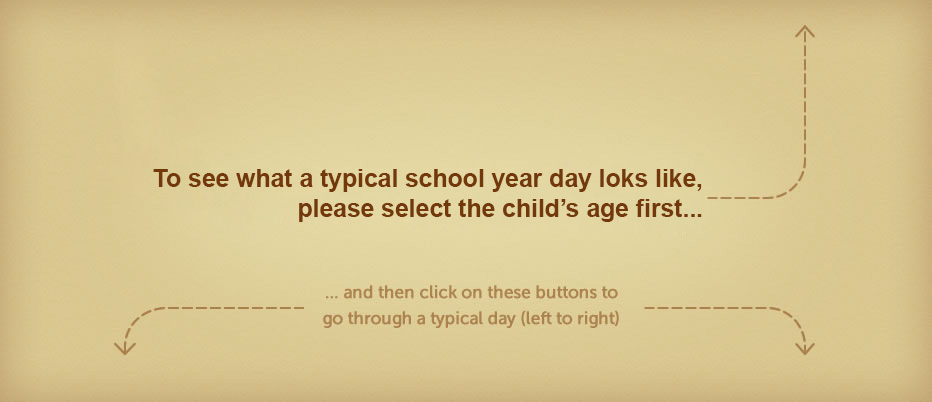 To see what a typical school year day loks like,
please select the child’s age first...
... and then click on these buttons to
go through a typical day (left to right)